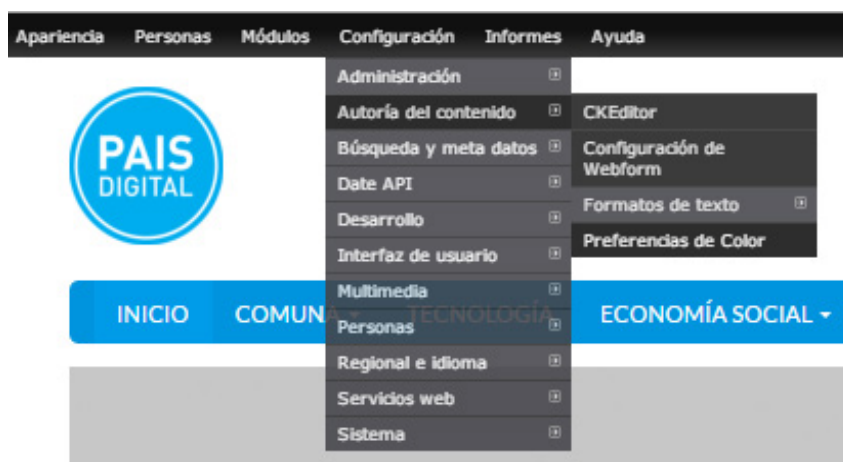 Apariencia Personas Módulos Configuración Informes Ayuda
Administración
Autoría del contenido
Búsqueda y meta datos
Date API
Desarrollo
Interfaz de usuario
Multimedia
Personas
Regional e idioma
Servicios web
Sistema
CKEditor
Configuración de
Webform
Formatos de texto
Preferencias de Color
PAIS
DIGITAL
INICIO COMUNA TECNOLOGÍA ECONOMÍA SOCIAL